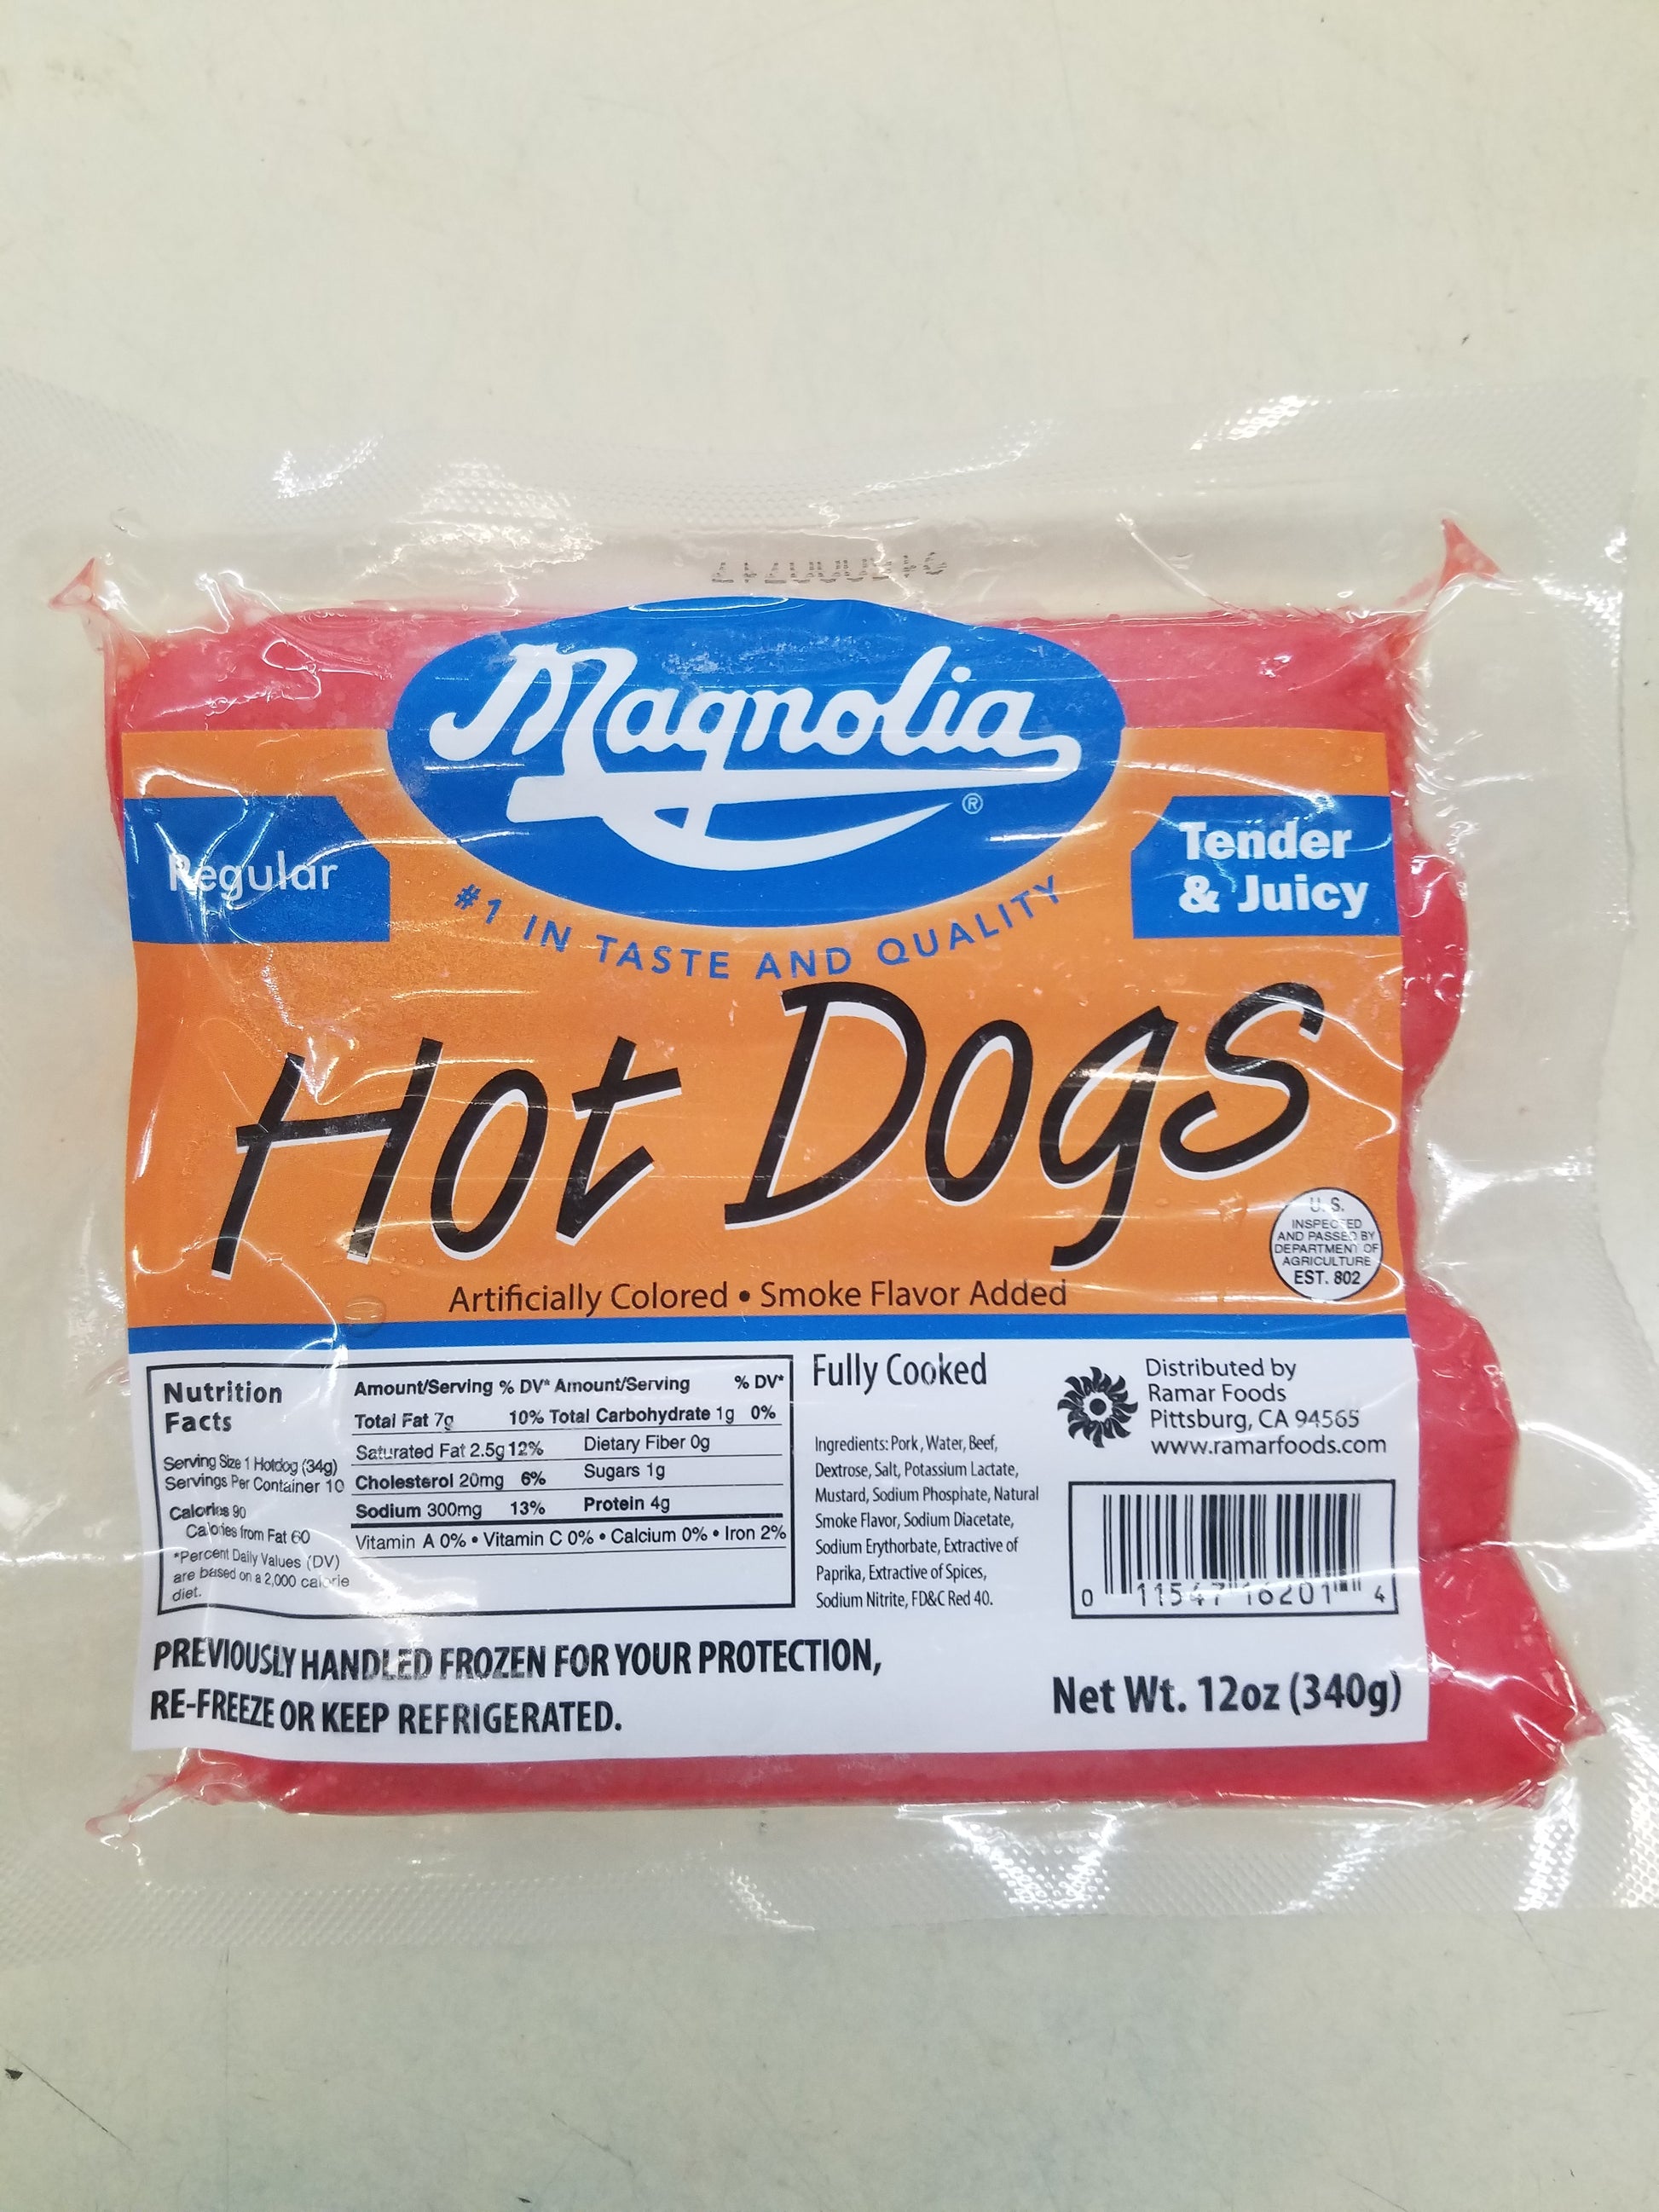 Magnolia®
Regular
Tender
& Juicy
#1 IN TASTE AND QUALITY
Hot Dogs
U. S.
INSPECTED
AND PASSED BY
DEPARTMENT OF
AGRICULTURE
EST. 802
Artificially Colored • Smoke Flavor Added
Nutrition
Facts
Serving Size 1 Hotdog (34g)
Servings Per Container 10
Calories 90
Calories from Fat 60
*Percent Daily Values (DV)
are based on a 2,000 calorie
diet.
Amount/Serving % DV* Amount/Serving % DV*
Total Fat 7g 10% Total Carbohydrate 1g 0%
Saturated Fat 2.5g 12% Dietary Fiber 0g
Cholesterol 20mg 6% Sugars 1g
Sodium 300mg 13% Protein 4g
Vitamin A 0% • Vitamin C 0% • Calcium 0% • Iron 2%
Fully Cooked
Ingredients: Pork, Water, Beef,
Dextrose, Salt, Potassium Lactate,
Mustard, Sodium Phosphate, Natural
Smoke Flavor, Sodium Diacetate,
Sodium Erythorbate, Extractive of
Paprika, Extractive of Spices,
Sodium Nitrite, FD&C Red 40.
Distributed by
Ramar Foods
Pittsburg, CA 94565
www.ramarfoods.com
0 11547 16201 4
PREVIOUSLY HANDLED FROZEN FOR YOUR PROTECTION,
RE-FREEZE OR KEEP REFRIGERATED.
Net Wt. 12oz (340g)